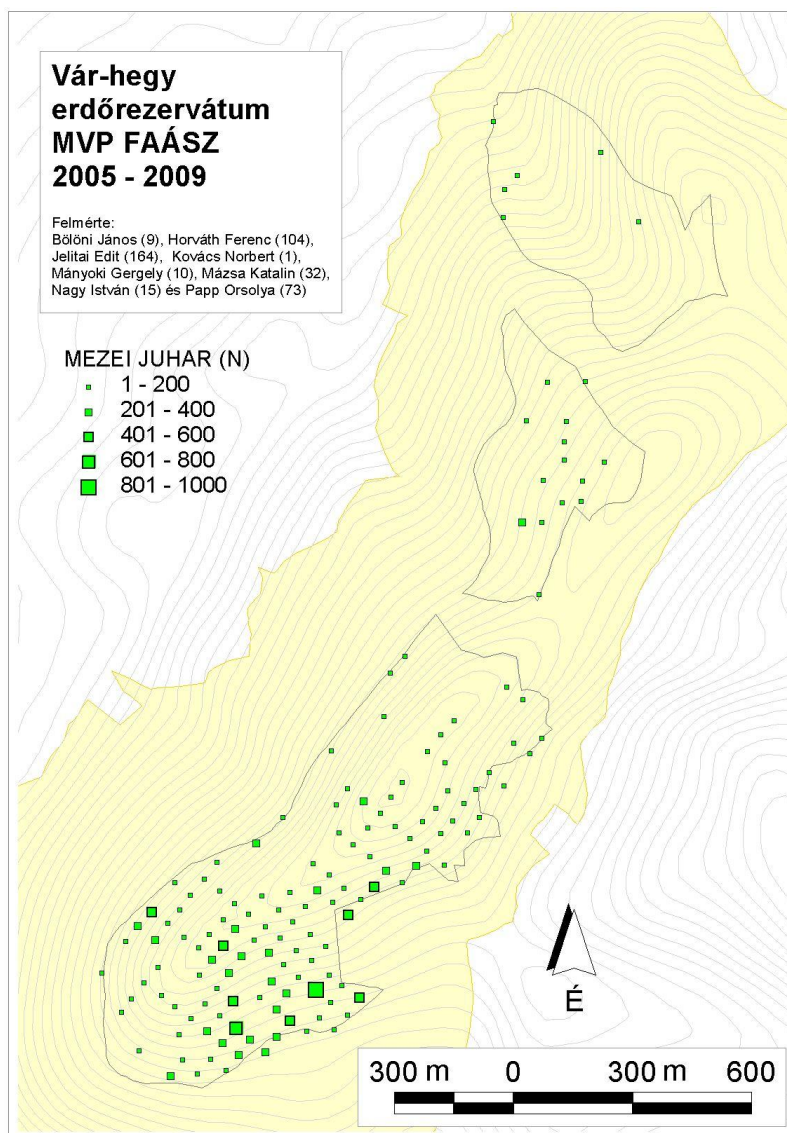 Vár-hegy
erdőrezervátum
MVP FAÁSZ
2005 - 2009
Felmérte:
Bölöni János (9), Horváth Ferenc (104),
Jelitai Edit (164), Kovács Norbert (1),
Mányoki Gergely (10), Mázsa Katalin (32),
Nagy István (15) és Papp Orsolya (73)
MEZEI JUHAR (N)
1 - 200
201 - 400
401 - 600
601 - 800
801 - 1000
É
300 m 0 300 m 600